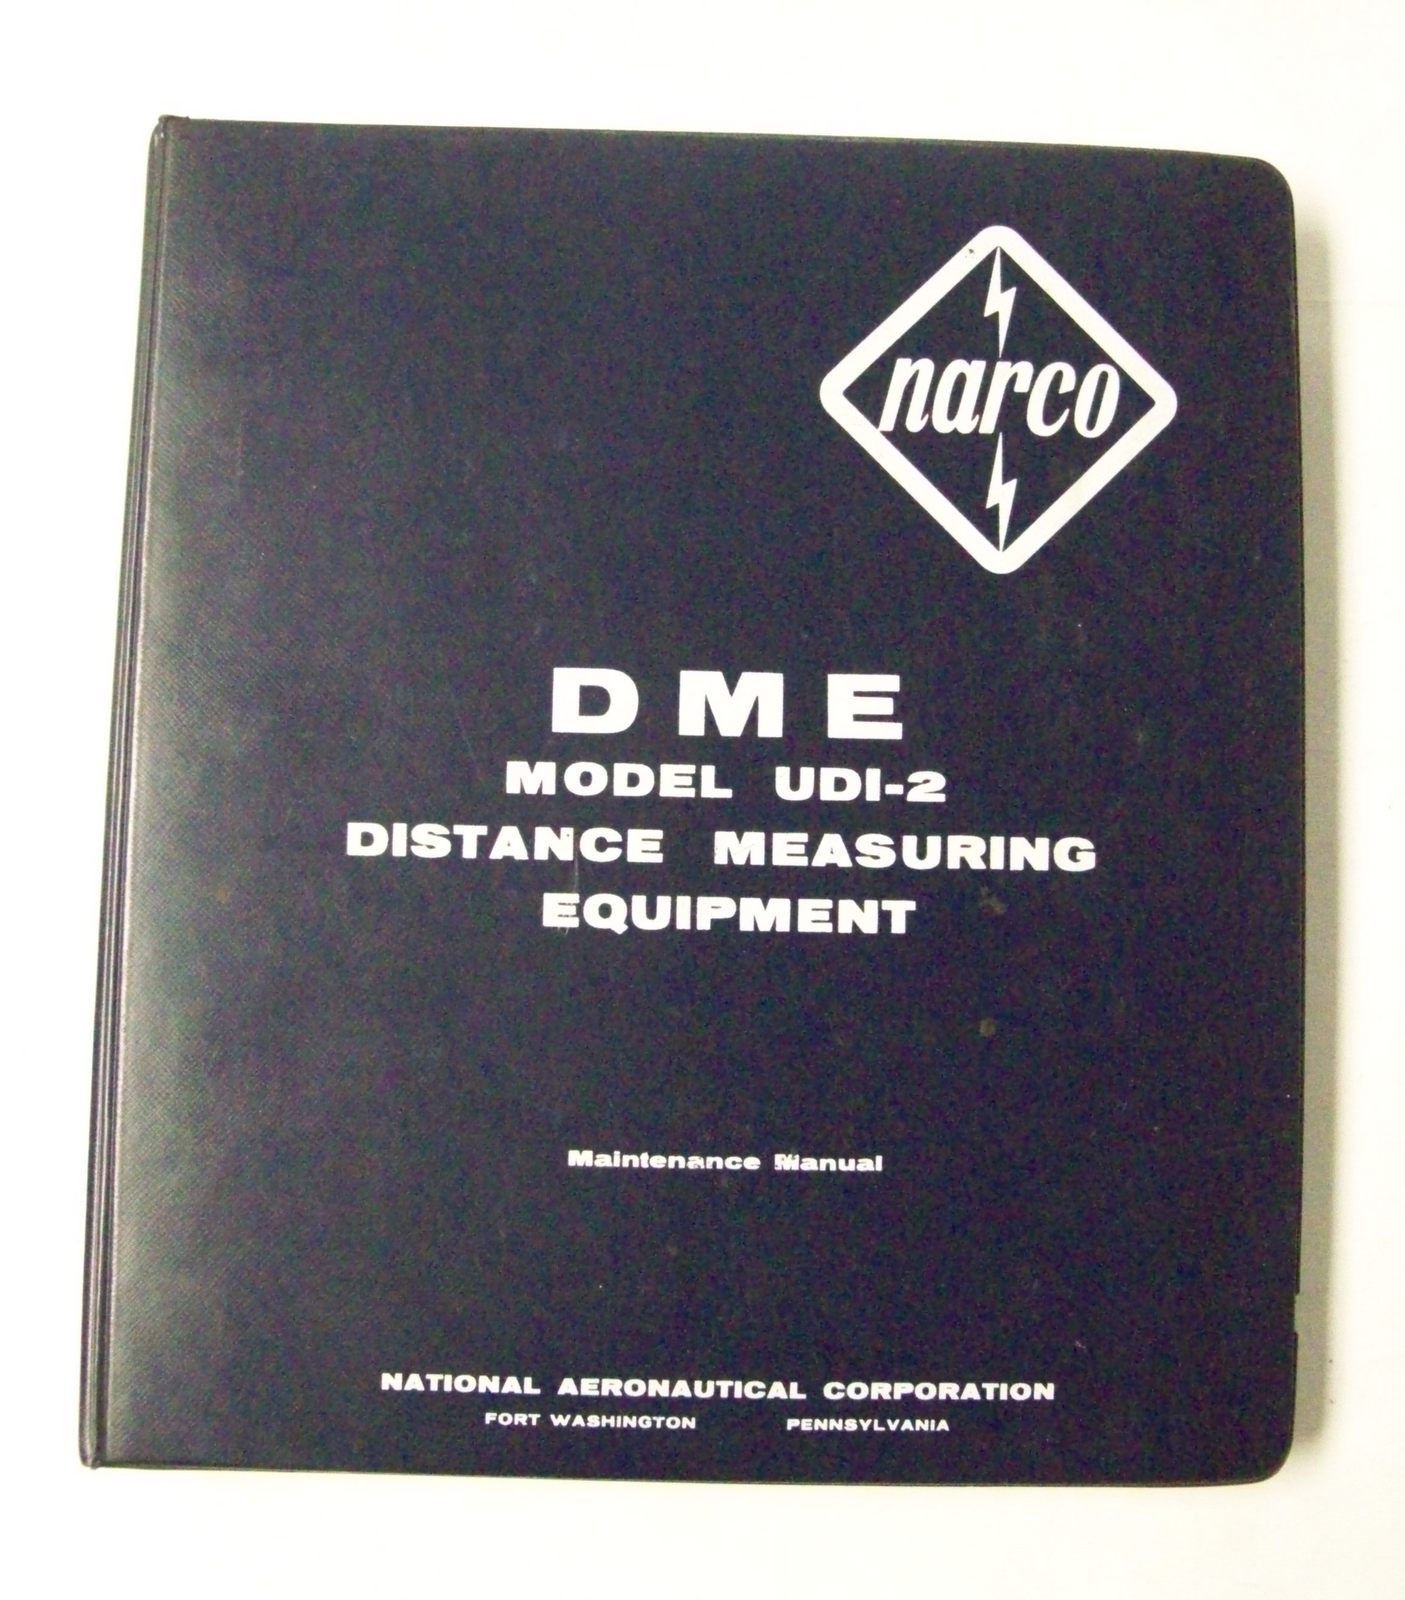 narco
DME
MODEL UDI-2
DISTANCE MEASURING
EQUIPMENT
Maintenance Manual
NATIONAL AERONAUTICAL CORPORATION
FORT WASHINGTON PENNSYLVANIA